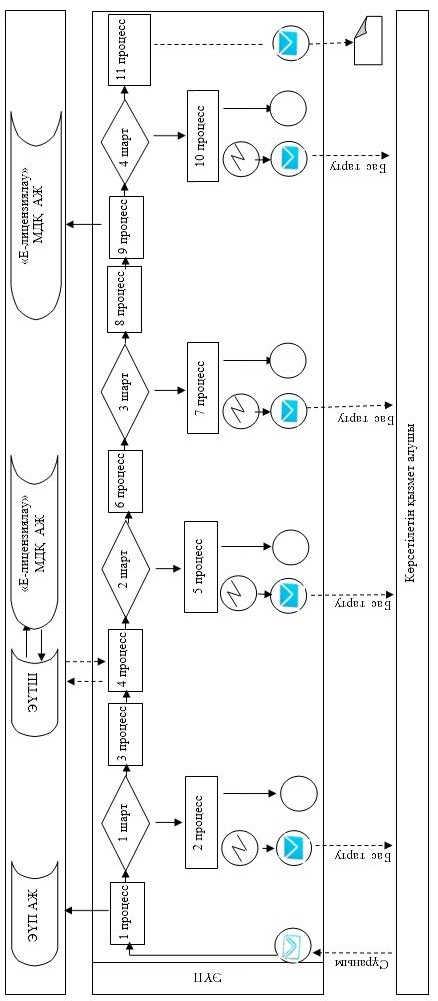 ЭҮП АЖ
ЭҮТШ
«Е-лицензиялау»
МДҚ АЖ
«Е-лицензиялау»
МДҚ АЖ
ЭҮП
1 процесс
1 шарт
3 процесс
4 процесс
2 шарт
6 процесс
3 шарт
8 процесс
9 процесс
4 шарт
11 процесс
2 процесс
5 процесс
7 процесс
10 процесс
Сұраным
Бас тарту
Бас тарту
Бас тарту
Бас тарту
Көрсетілетін қызмет алушы